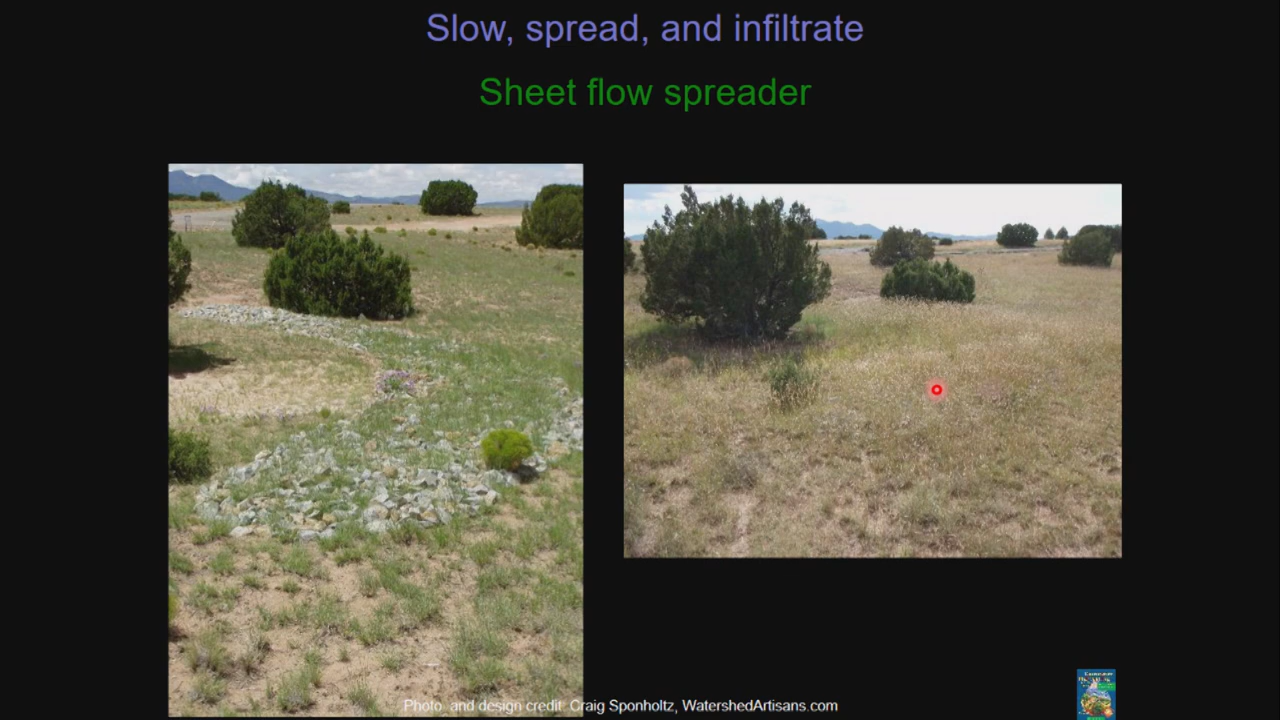 Slow, spread, and infiltrate
Sheet flow spreader
Photo and design credit: Craig Sponholtz, WatershedArtisans.com